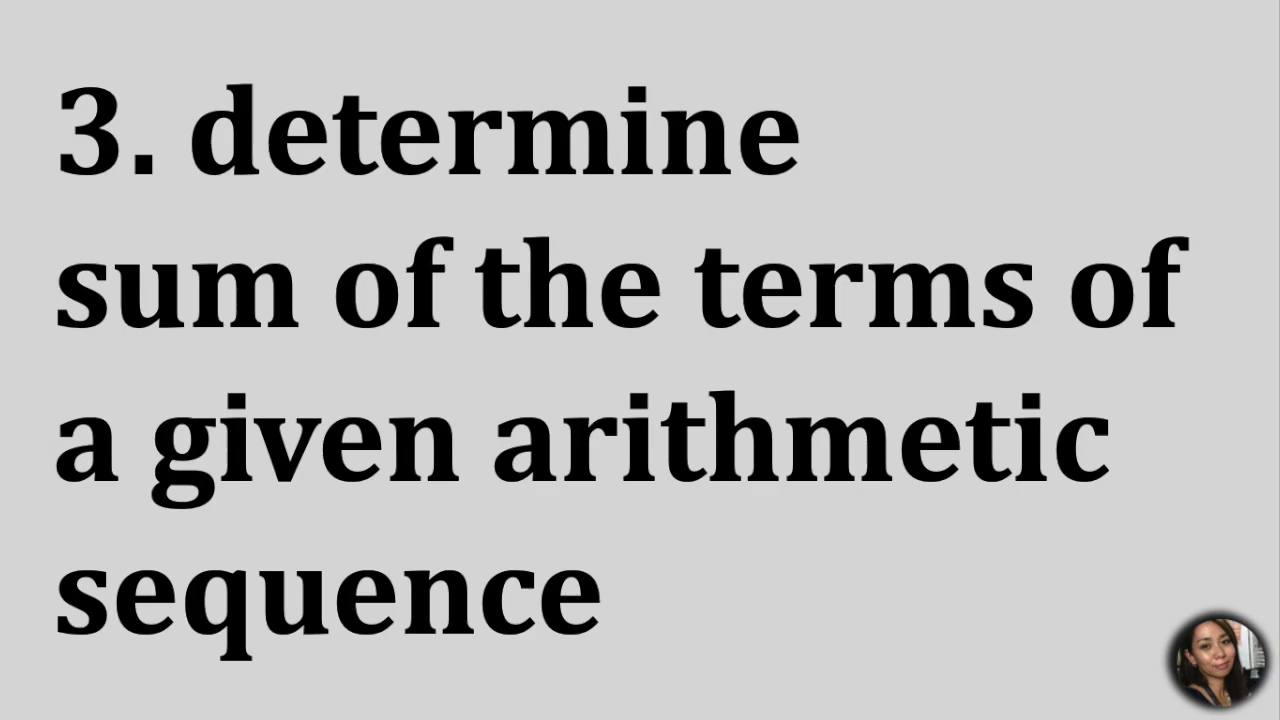 3. determine
sum of the terms of
a given arithmetic
sequence